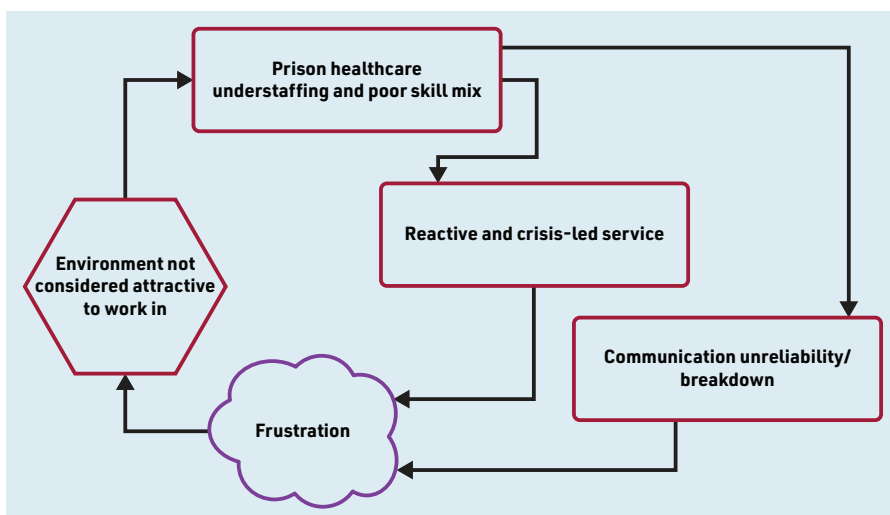 Prison healthcare
understaffing and poor skill mix
Reactive and crisis-led service
Environment not
considered attractive
to work in
Communication unreliability/
breakdown
Frustration